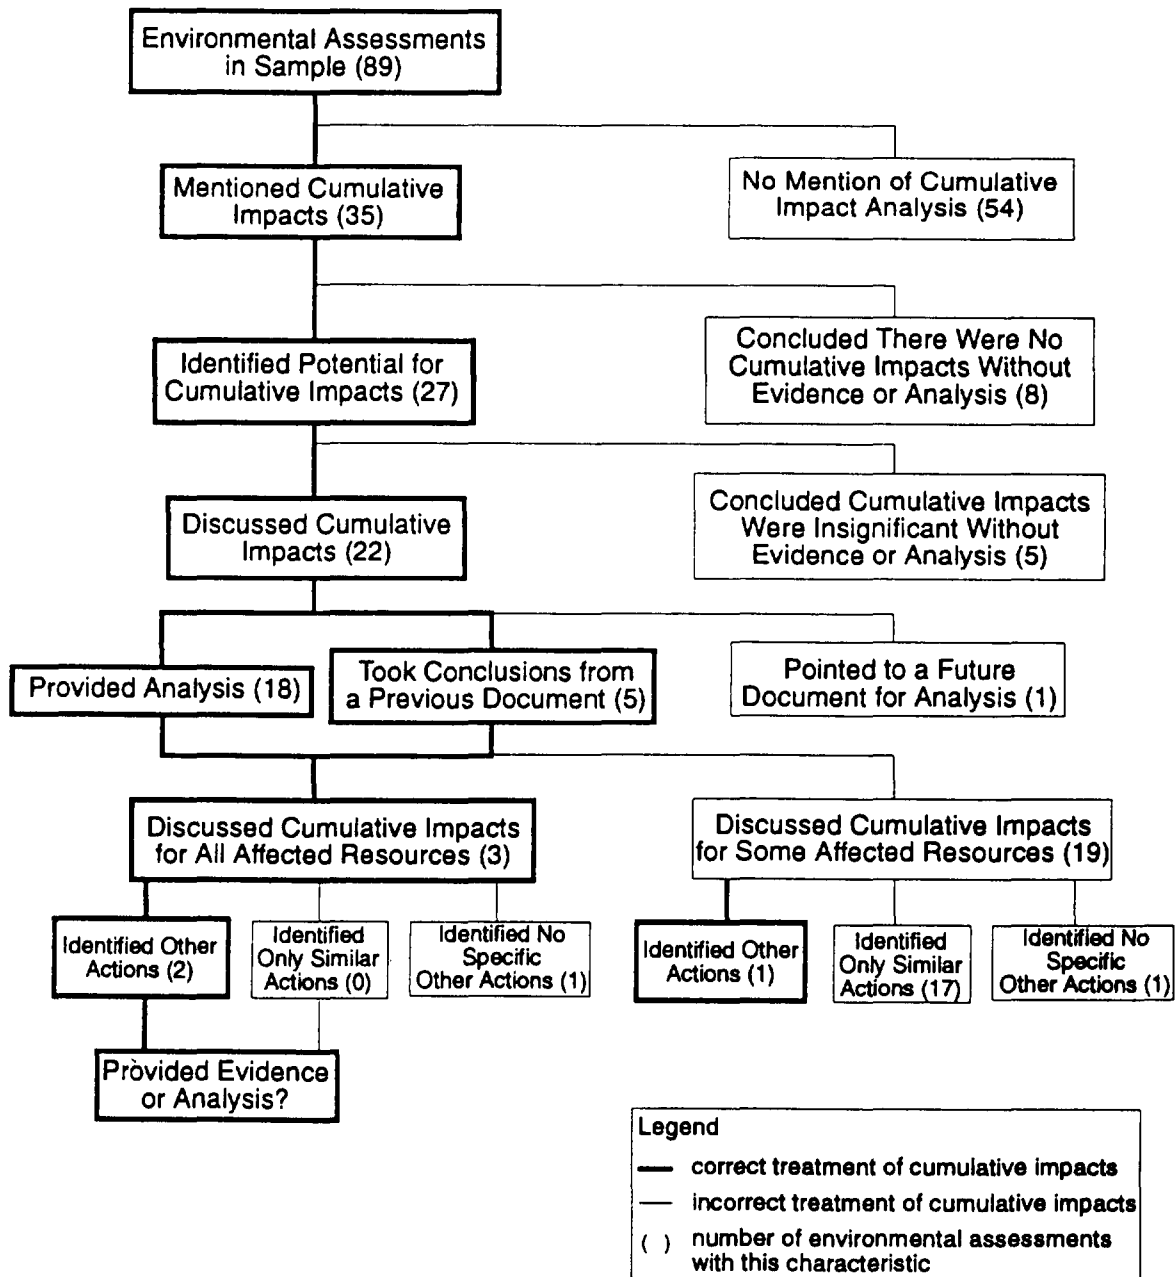 Environmental Assessments
in Sample (89)
Mentioned Cumulative
Impacts (35)
No Mention of Cumulative
Impact Analysis (54)
Identified Potential for
Cumulative Impacts (27)
Concluded There Were No
Cumulative Impacts Without
Evidence or Analysis (8)
Discussed Cumulative
Impacts (22)
Concluded Cumulative Impacts
Were Insignificant Without
Evidence or Analysis (5)
Provided Analysis (18)
Took Conclusions from
a Previous Document (5)
Pointed to a Future
Document for Analysis (1)
Discussed Cumulative Impacts
for All Affected Resources (3)
Discussed Cumulative Impacts
for Some Affected Resources (19)
Identified Other
Actions (2)
Identified
Only Similar
Actions (0)
Identified No
Specific
Other Actions (1)
Identified Other
Actions (1)
Identified
Only Similar
Actions (17)
Identified No
Specific
Other Actions (1)
Provided Evidence
or Analysis?
Legend
correct treatment of cumulative impacts
incorrect treatment of cumulative impacts
( ) number of environmental assessments
with this characteristic